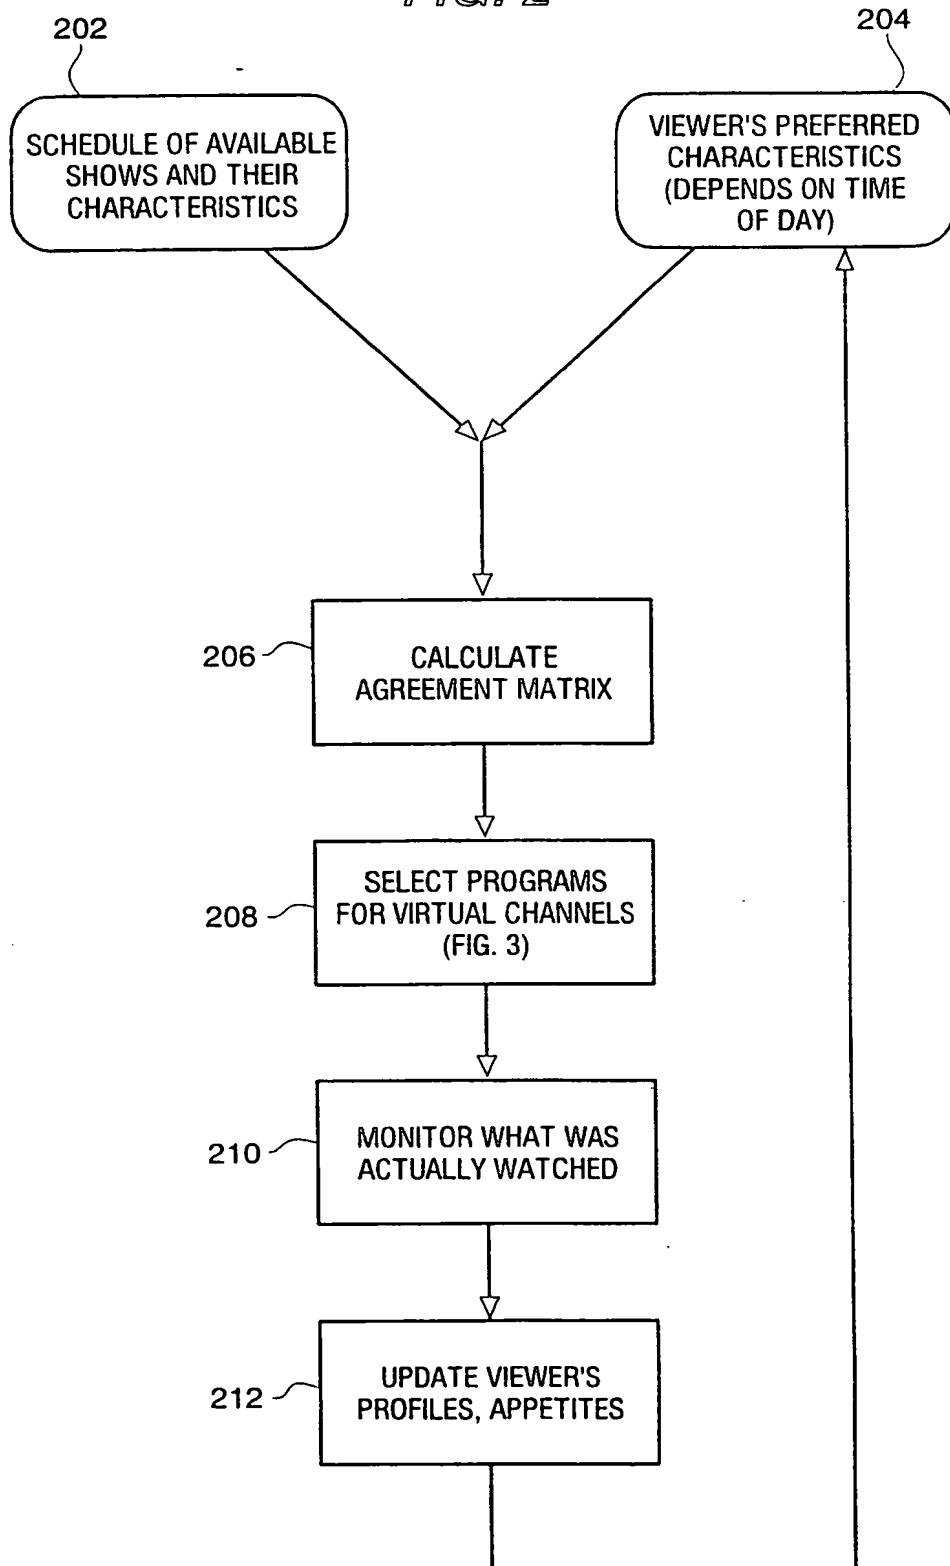 FIG. 2
202
204
SCHEDULE OF AVAILABLE
SHOWS AND THEIR
CHARACTERISTICS
VIEWER'S PREFERRED
CHARACTERISTICS
(DEPENDS ON TIME
OF DAY)
206
CALCULATE
AGREEMENT MATRIX
208
SELECT PROGRAMS
FOR VIRTUAL CHANNELS
(FIG. 3)
210
MONITOR WHAT WAS
ACTUALLY WATCHED
212
UPDATE VIEWER'S
PROFILES, APPETITES